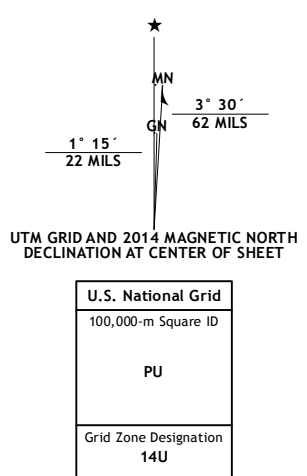 ★
MN
3° 30´
62 MILS
GN
1° 15´
22 MILS
UTM GRID AND 2014 MAGNETIC NORTH
DECLINATION AT CENTER OF SHEET
U.S. National Grid
100,000-m Square ID
PU
Grid Zone Designation
14U